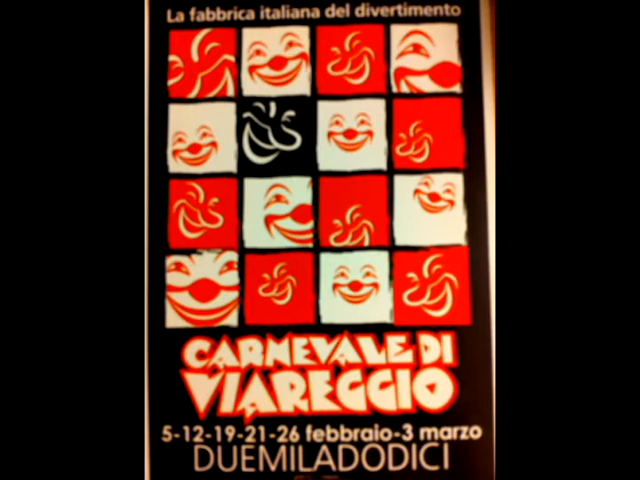 La fabbrica italiana del divertimento
CARNEVALE DI
VIAREGGIO
5-12-19-21-26 febbraio-3 marzo
DUEMILADODICI